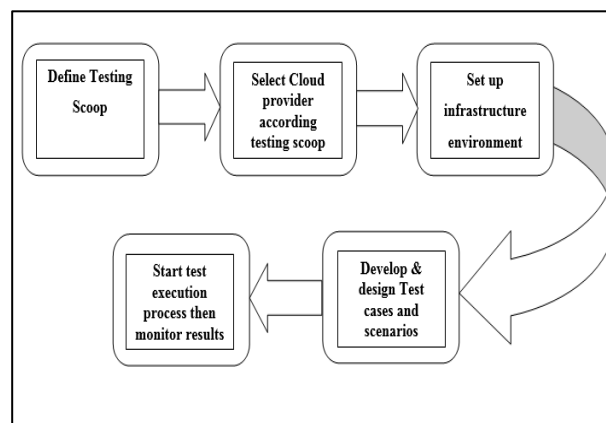 Define Testing
Scoop
Select Cloud
provider
according
testing scoop
Set up
infrastructure
environment
Develop &
design Test
cases and
scenarios
Start test
execution
process then
monitor results